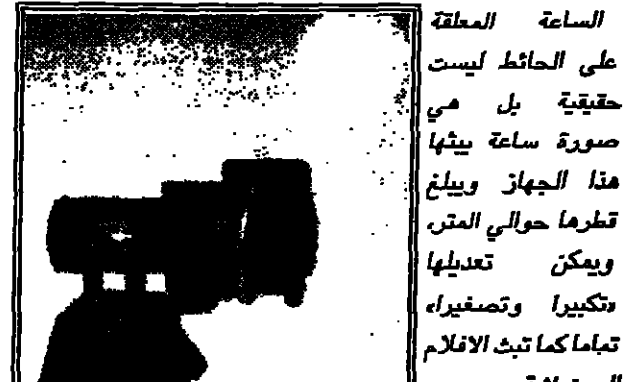 الساعة المعلقة
على الحائط ليست
حقيقية بل هي
صورة ساعة يبثها
هذا الجهاز ويبلغ
قطرها حوالي المتر،
ويمكن تعديلها
«تكبيرا وتصغيرا»
تماما كما تبث الافلام